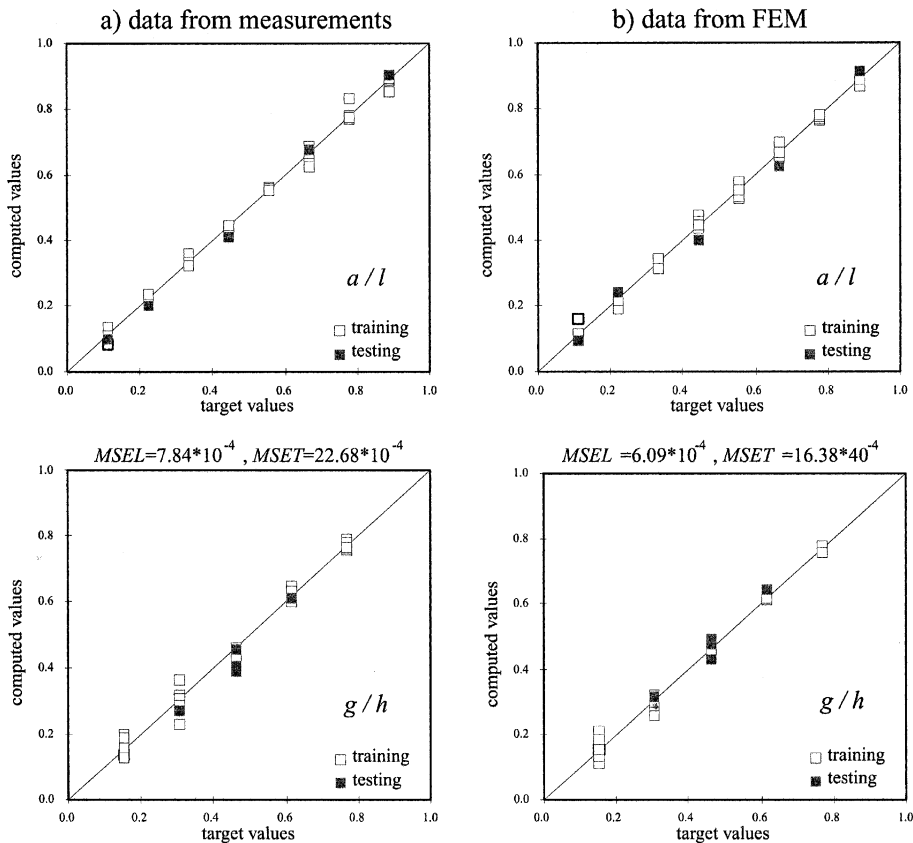 a) data from measurements
1.0
0.8
0.6
0.4
0.2
0.0
computed values
a / l
training
testing
0.0 0.2 0.4 0.6 0.8 1.0
target values
b) data from FEM
1.0
0.8
0.6
0.4
0.2
0.0
computed values
a / l
training
testing
0.0 0.2 0.4 0.6 0.8 1.0
target values
MSEL=7.84*10-4 , MSET=22.68*10-4
1.0
0.8
0.6
0.4
0.2
0.0
computed values
g / h
training
testing
0.0 0.2 0.4 0.6 0.8 1.0
target values
MSEL =6.09*10-4 , MSET =16.38*40-4
1.0
0.8
0.6
0.4
0.2
0.0
computed values
g / h
training
testing
0.0 0.2 0.4 0.6 0.8 1.0
target values